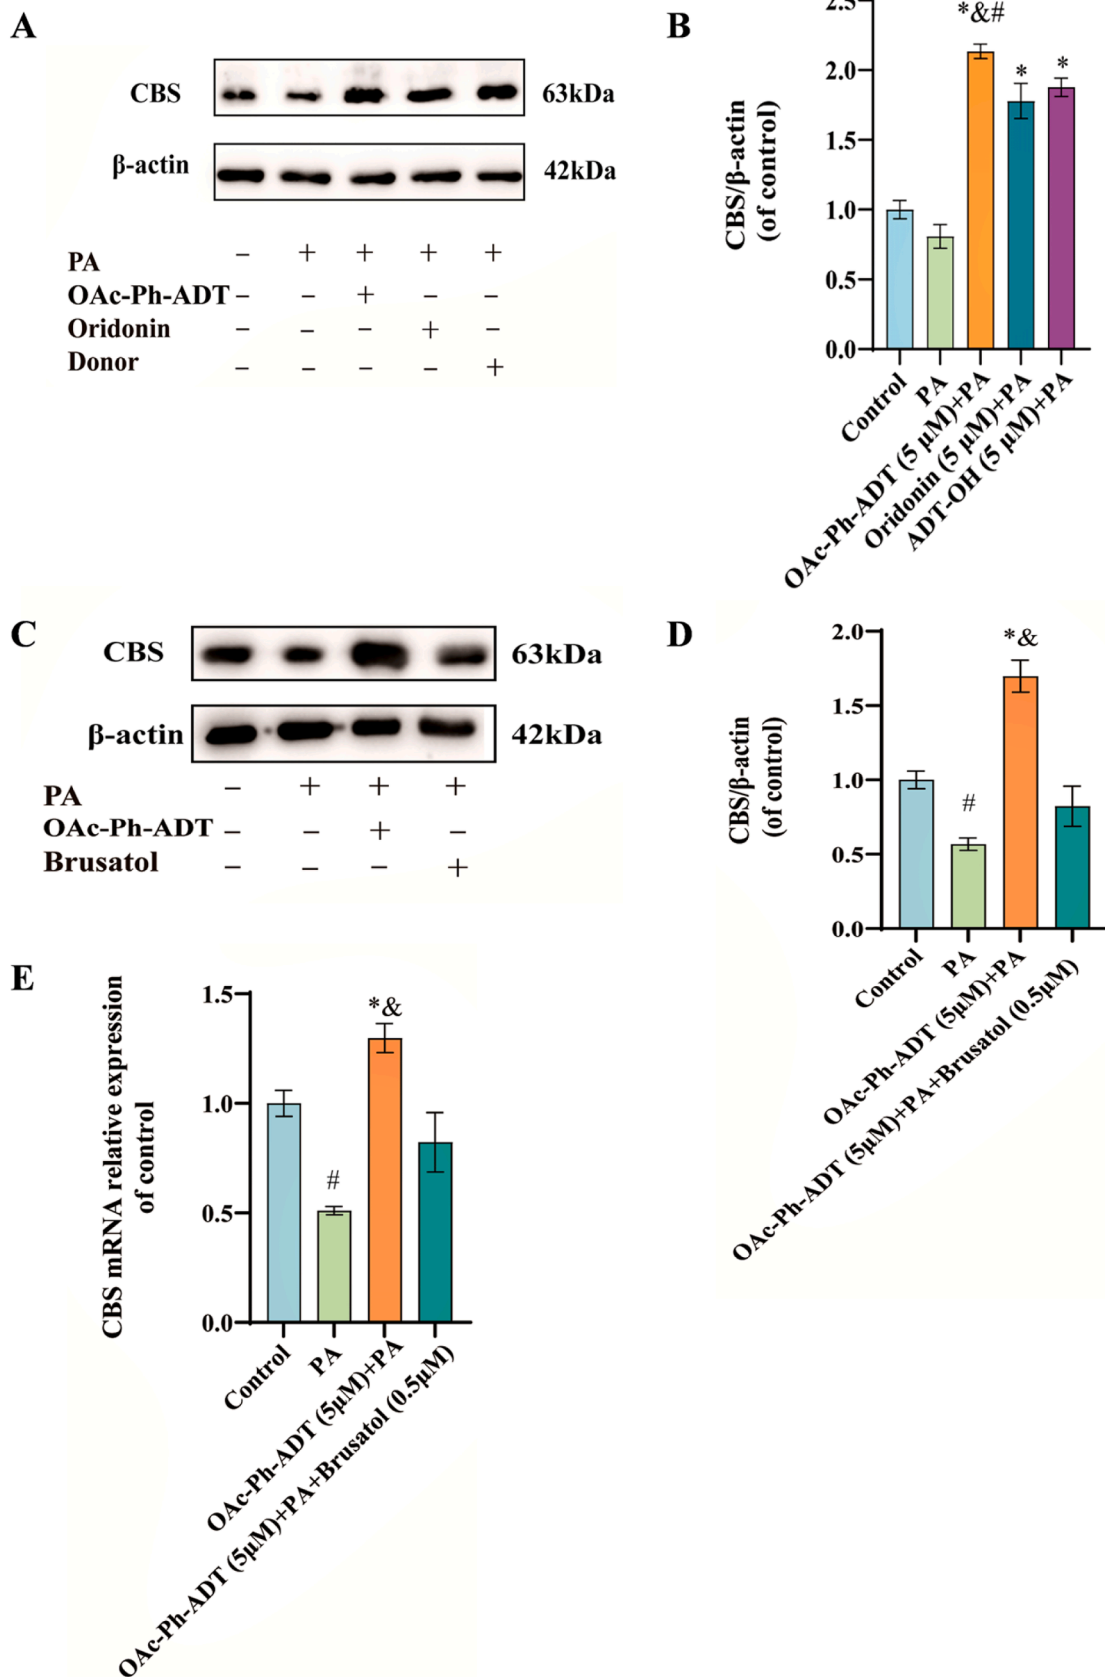 A
CBS
63kDa
β-actin
42kDa
PA − + + + +
OAc-Ph-ADT − − + − −
Oridonin − − − + −
Donor − − − − +
B
CBS/β-actin
(of control)
2.5
2.0
1.5
1.0
0.5
0.0
*&#
*
*
Control
PA
OAc-Ph-ADT (5 μM)+PA
Oridonin (5 μM)+PA
ADT-OH (5 μM)+PA
C
CBS
63kDa
β-actin
42kDa
PA − + + +
OAc-Ph-ADT − − + −
Brusatol − − − +
D
CBS/β-actin
(of control)
2.0
1.5
1.0
0.5
0.0
#
*&
Control
PA
OAc-Ph-ADT (5μM)+PA
OAc-Ph-ADT (5μM)+PA+Brusatol (0.5μM)
E
CBS mRNA relative expression
of control
1.5
1.0
0.5
0.0
#
*&
Control
PA
OAc-Ph-ADT (5μM)+PA
OAc-Ph-ADT (5μM)+PA+Brusatol (0.5μM)